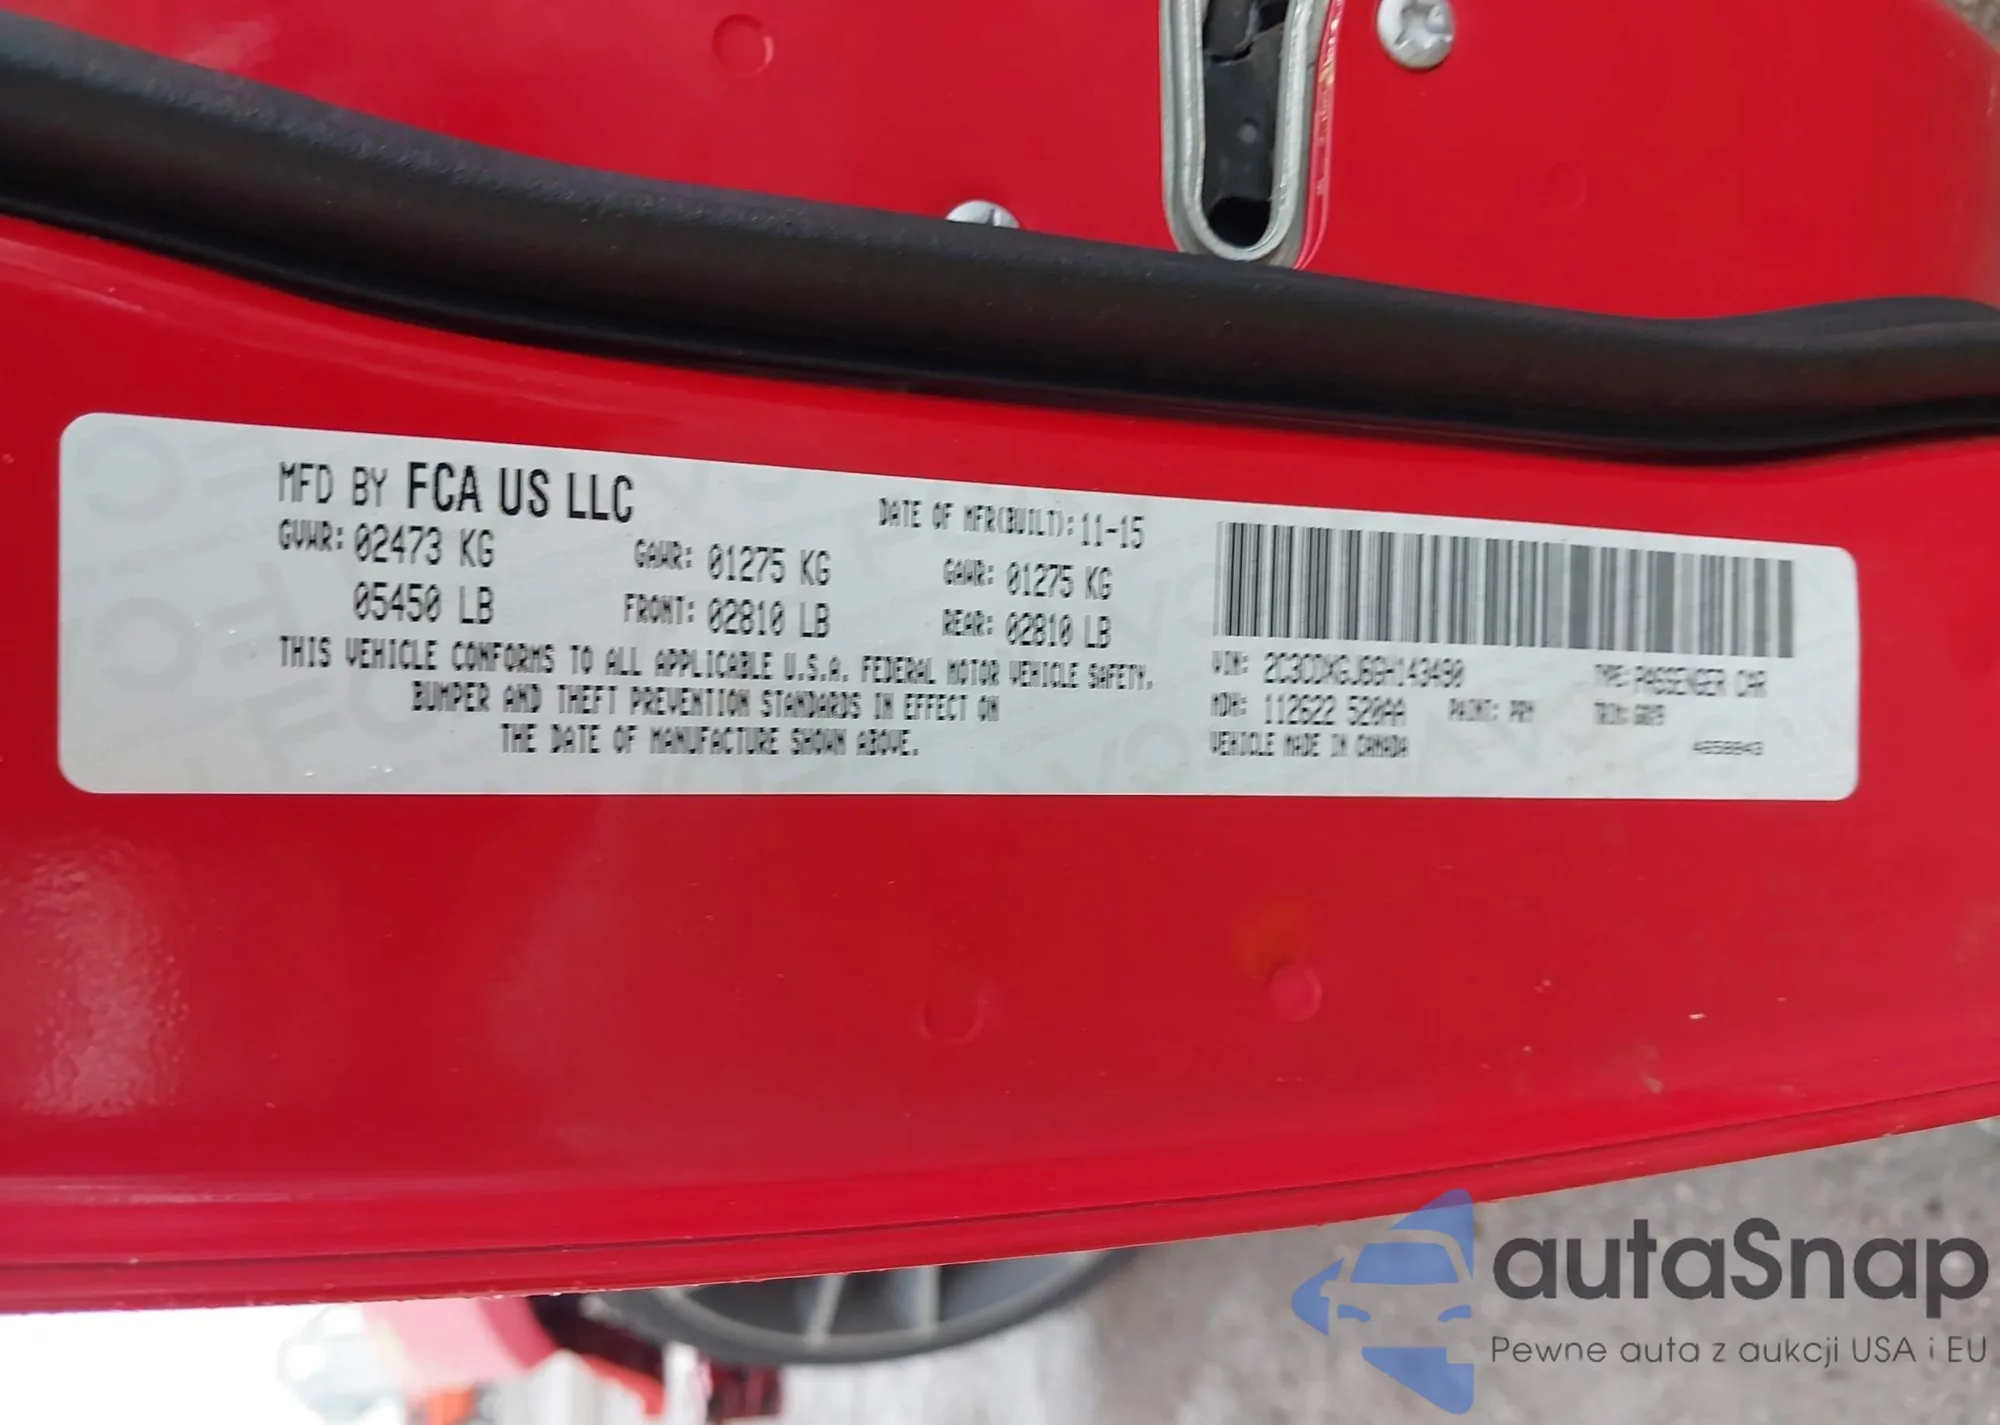 MFD BY FCA US LLC
DATE OF MFR(BUILT): 11-15
GVWR: 02473 KG
GAWR: 01275 KG
GAWR: 01275 KG
05450 LB
FRONT: 02810 LB
REAR: 02810 LB
THIS VEHICLE CONFORMS TO ALL APPLICABLE U.S.A. FEDERAL MOTOR VEHICLE SAFETY,
BUMPER AND THEFT PREVENTION STANDARDS IN EFFECT ON
THE DATE OF MANUFACTURE SHOWN ABOVE.
VIN: 2C3CDXGJ6GH143490
TYPE: PASSENGER CAR
MDH: 112622 520AA
PAINT: PRM
TRIM:
VEHICLE MADE IN CANADA
autaSnap
Pewne auta z aukcji USA i EU